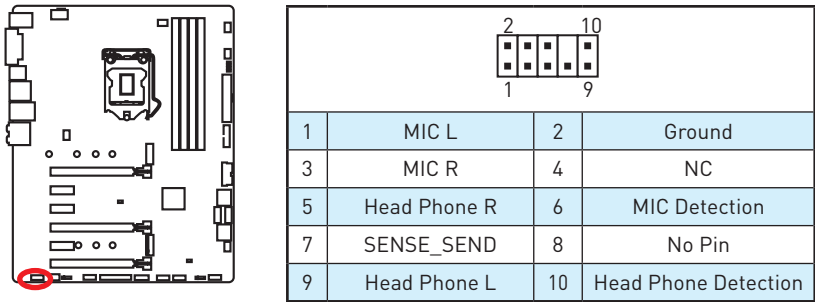 2 10
1 9
1 MIC L 2 Ground
3 MIC R 4 NC
5 Head Phone R 6 MIC Detection
7 SENSE_SEND 8 No Pin
9 Head Phone L 10 Head Phone Detection